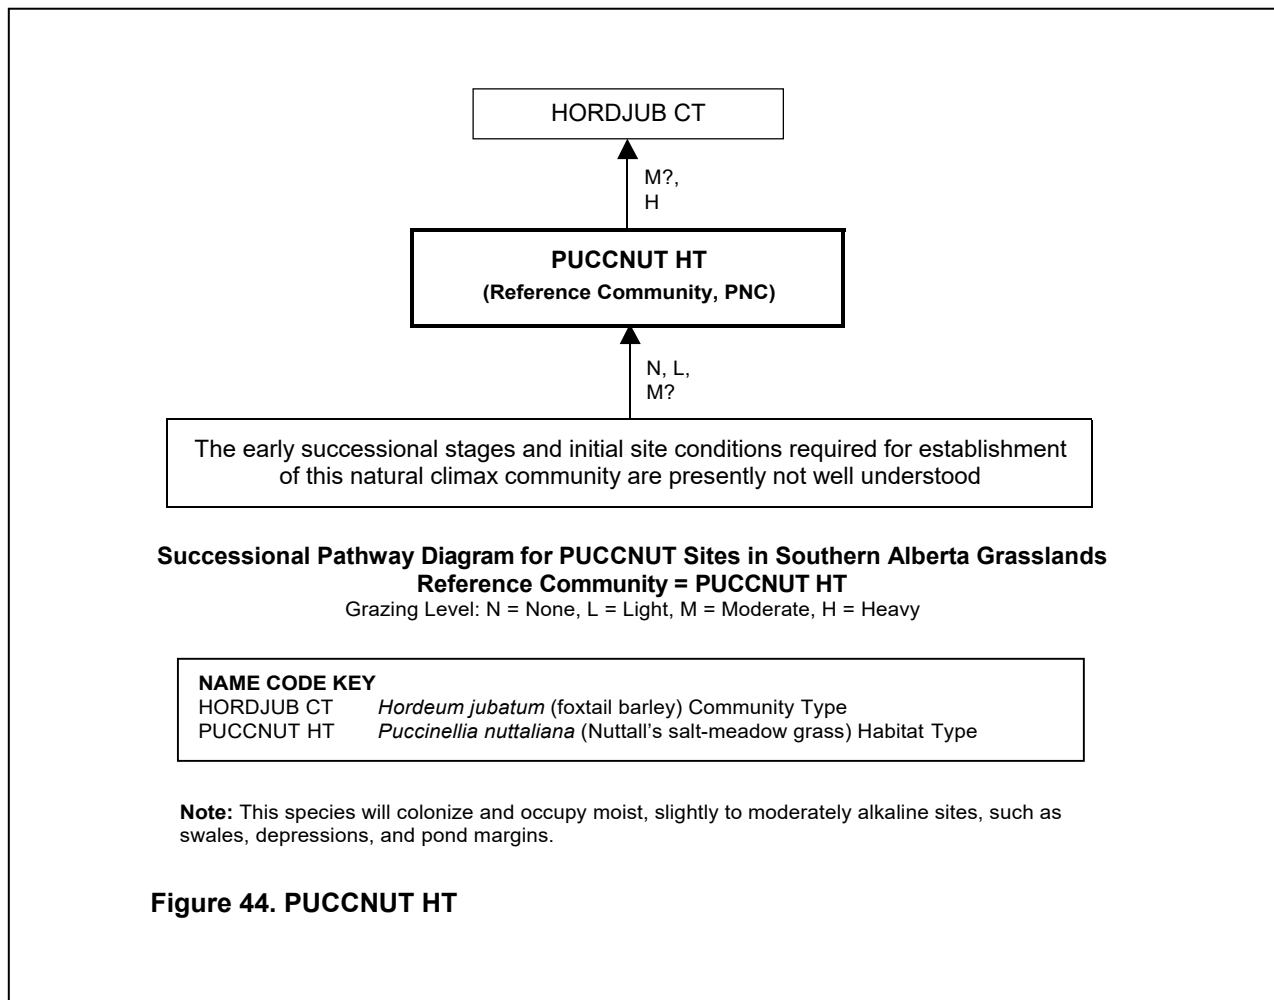 HORDJUB CT
M?,
H
PUCCNUT HT
(Reference Community, PNC)
N, L,
M?
The early successional stages and initial site conditions required for establishment
of this natural climax community are presently not well understood
Successional Pathway Diagram for PUCCNUT Sites in Southern Alberta Grasslands
Reference Community = PUCCNUT HT
Grazing Level: N = None, L = Light, M = Moderate, H = Heavy
NAME CODE KEY
HORDJUB CT Hordeum jubatum (foxtail barley) Community Type
PUCCNUT HT Puccinellia nuttaliana (Nuttall's salt-meadow grass) Habitat Type
Note: This species will colonize and occupy moist, slightly to moderately alkaline sites, such as
swales, depressions, and pond margins.
Figure 44. PUCCNUT HT